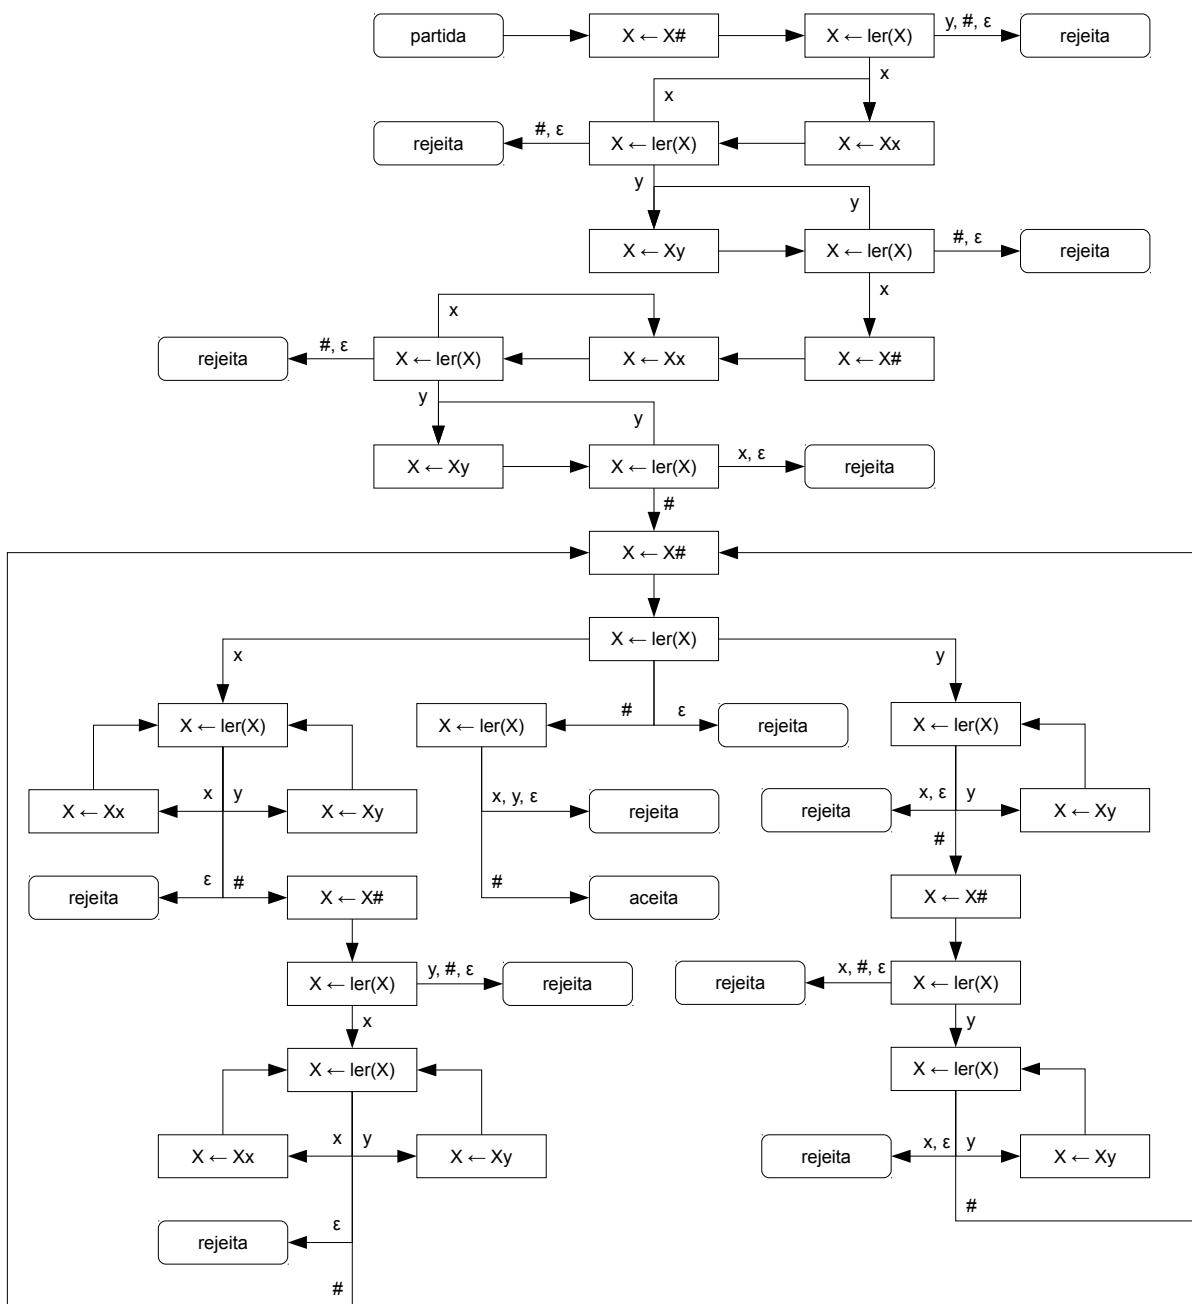 partida
X ← X#
X ← ler(X)
y, #, ε
rejeita
x
x
rejeita
#, ε
X ← ler(X)
X ← Xx
y
y
X ← Xy
X ← ler(X)
#, ε
rejeita
x
x
rejeita
#, ε
X ← ler(X)
X ← Xx
X ← X#
y
y
X ← Xy
X ← ler(X)
x, ε
rejeita
#
X ← X#
X ← ler(X)
x
y
X ← ler(X)
X ← ler(X)
#
ε
rejeita
X ← ler(X)
X ← Xx
x
y
X ← Xy
x, y, ε
rejeita
rejeita
x, ε
y
X ← Xy
#
rejeita
ε
#
X ← X#
#
aceita
X ← X#
X ← ler(X)
y, #, ε
rejeita
rejeita
x, #, ε
X ← ler(X)
x
y
X ← ler(X)
X ← ler(X)
X ← Xx
x
y
X ← Xy
rejeita
x, ε
y
X ← Xy
#
rejeita
ε
#